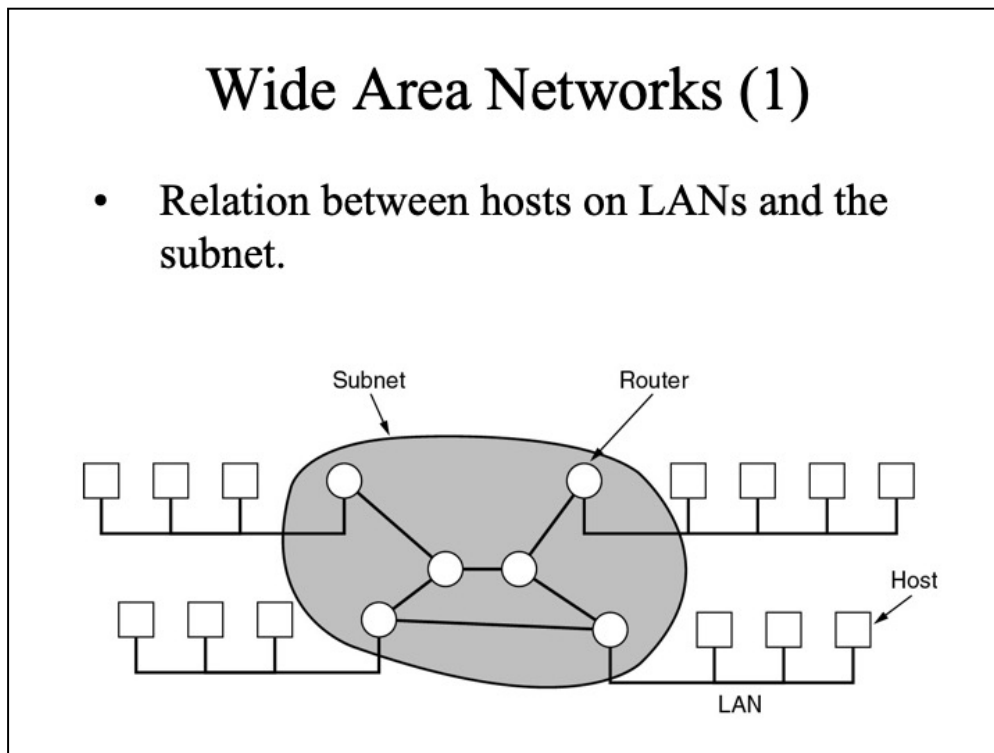 Wide Area Networks (1)
• Relation between hosts on LANs and the
subnet.
Subnet
Router
Host
LAN